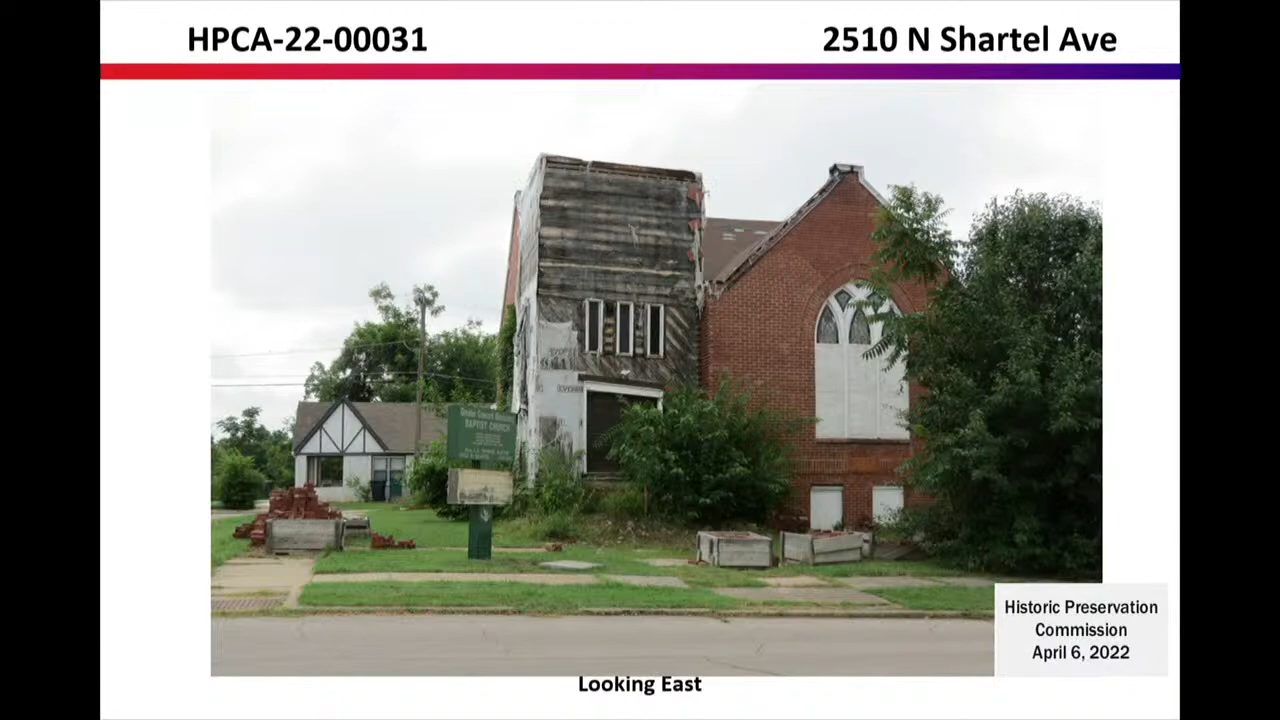 HPCA-22-00031
2510 N Shartel Ave
BAPTIST CHURCH
Historic Preservation
Commission
April 6, 2022
Looking East